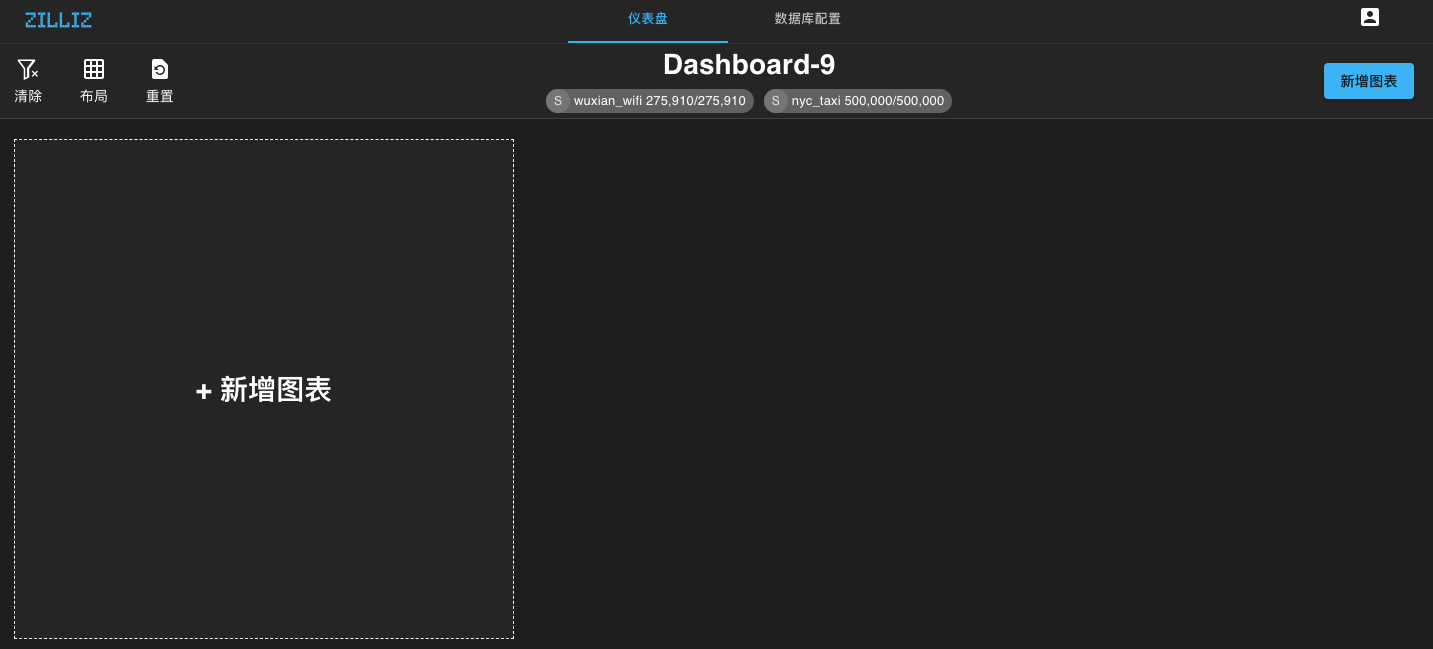 ZILLIZ
仪表盘
数据库配置
清除
布局
重置
Dashboard-9
S wuxian_wifi 275,910/275,910
S nyc_taxi 500,000/500,000
新增图表
+ 新增图表